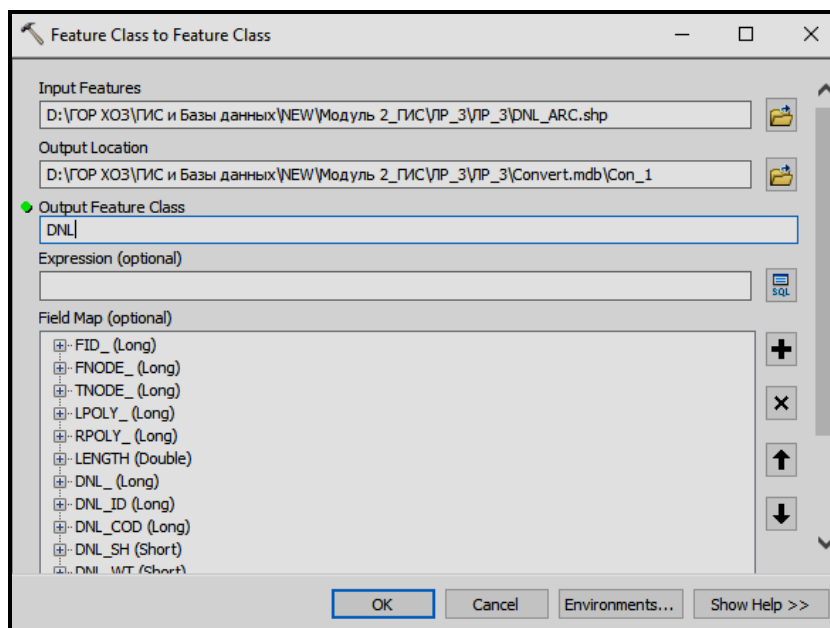 Feature Class to Feature Class
Input Features
D:\ГОР ХОЗ\ГИС и Базы данных\NEW\Модуль 2_ГИС\ЛР_3\ЛР_3\DNL_ARC.shp
Output Location
D:\ГОР ХОЗ\ГИС и Базы данных\NEW\Модуль 2_ГИС\ЛР_3\ЛР_3\Convert.mdb\Con_1
Output Feature Class
DNL
Expression (optional)
SQL
Field Map (optional)
FID_ (Long)
FNODE_ (Long)
TNODE_ (Long)
LPOLY_ (Long)
RPOLY_ (Long)
LENGTH (Double)
DNL_ (Long)
DNL_ID (Long)
DNL_COD (Long)
DNL_SH (Short)
DNL_WT (Short)
OK Cancel Environments... Show Help >>